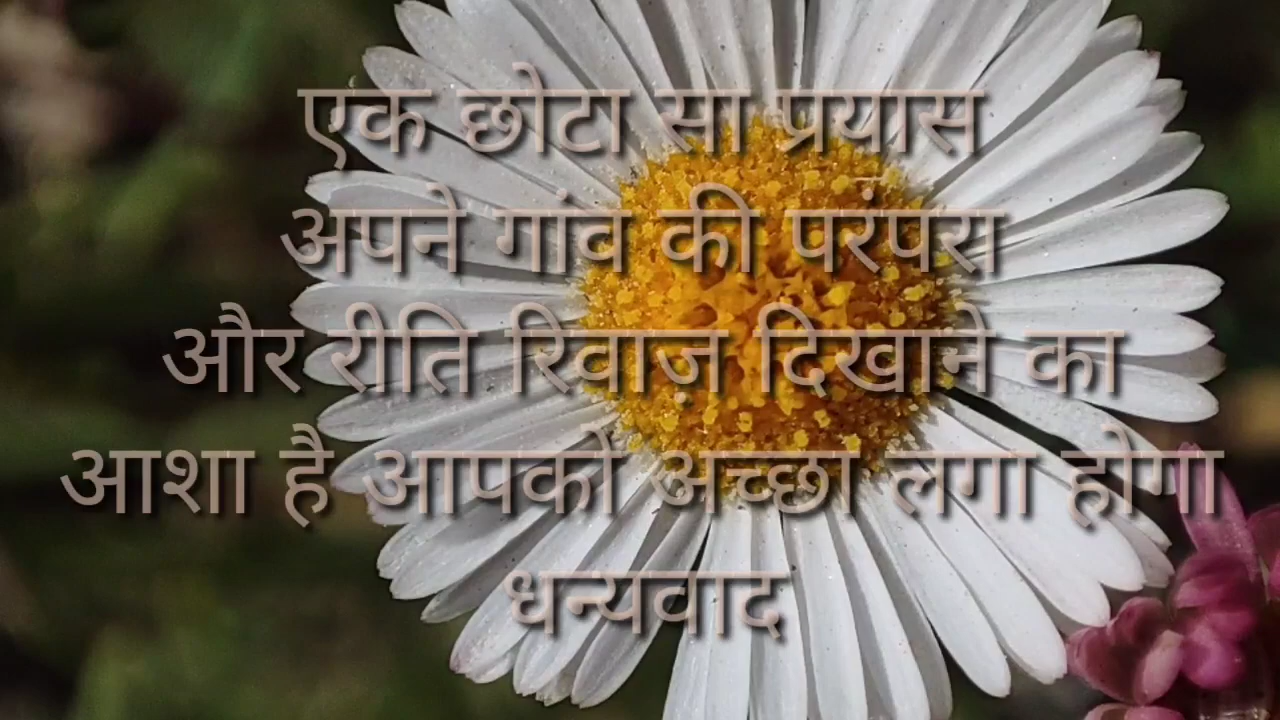 एक छोटा सा प्रयास
अपने गांव की परंपरा
और रीति रिवाज़ दिखाने का
आशा है आपको अच्छा लगा होगा
धन्यवाद